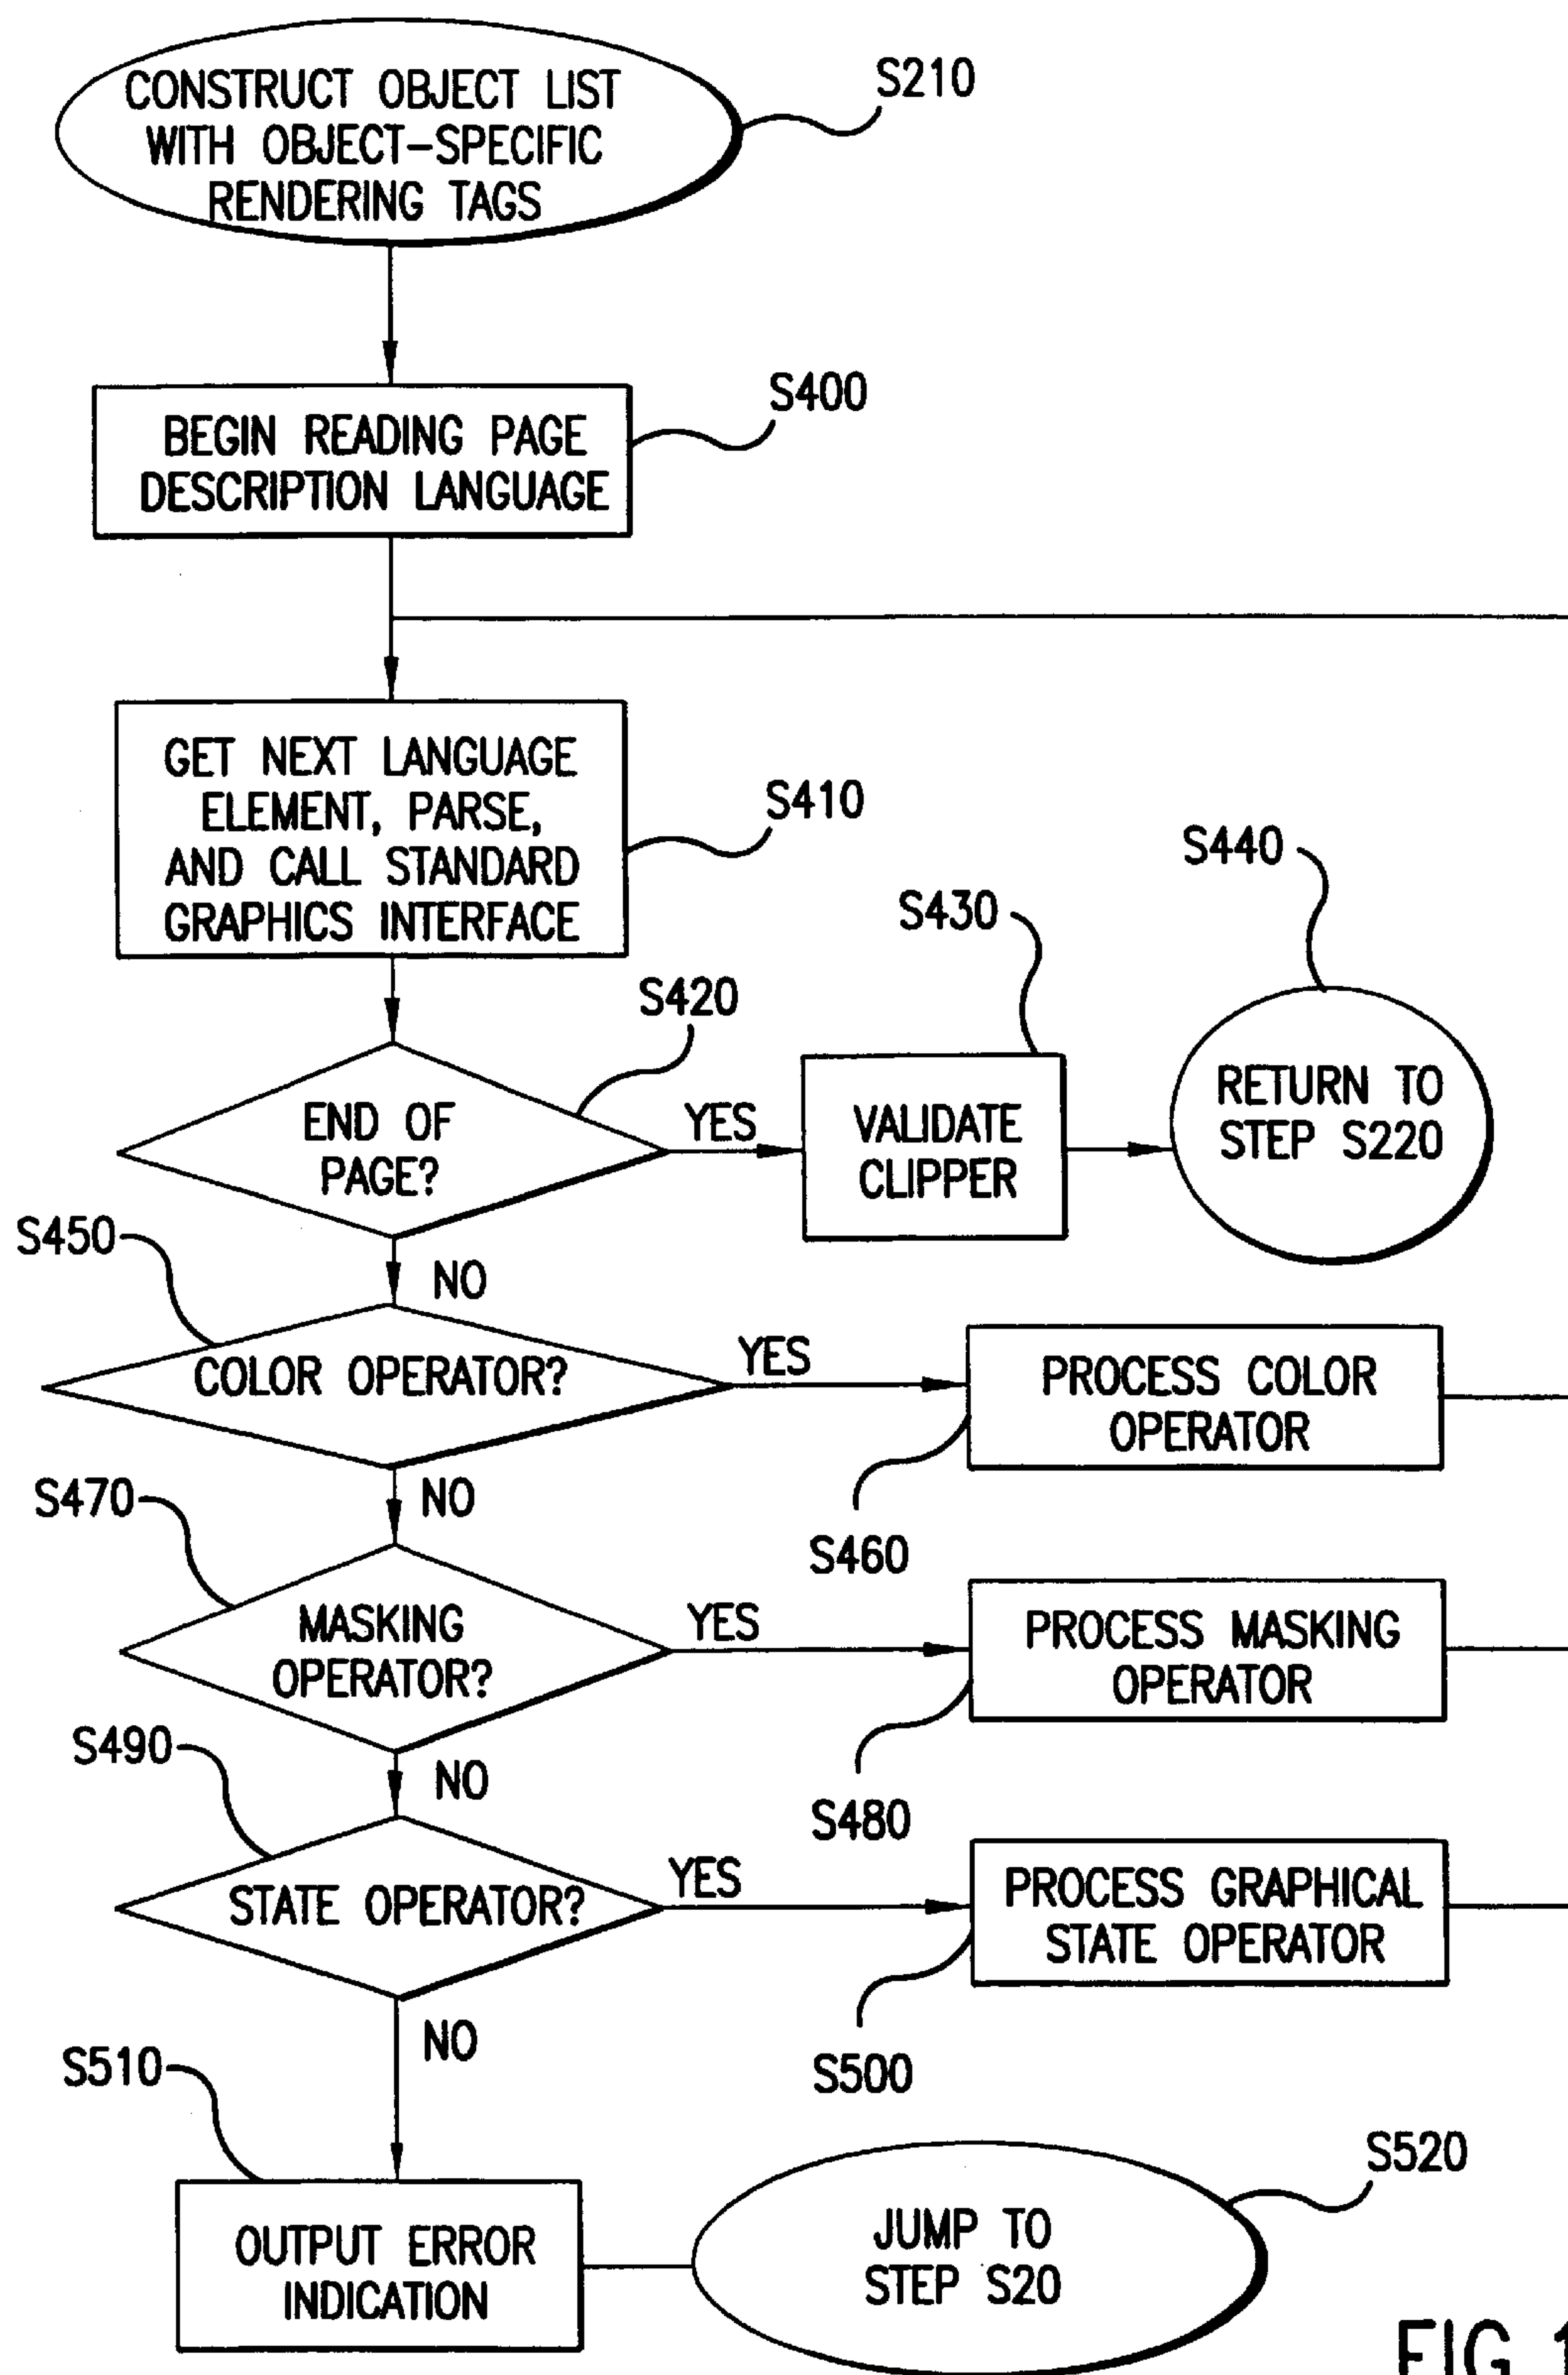 CONSTRUCT OBJECT LIST
WITH OBJECT-SPECIFIC
RENDERING TAGS
S210
BEGIN READING PAGE
DESCRIPTION LANGUAGE
S400
GET NEXT LANGUAGE
ELEMENT, PARSE,
AND CALL STANDARD
GRAPHICS INTERFACE
S410
END OF
PAGE?
S420
YES
VALIDATE
CLIPPER
S430
RETURN TO
STEP S220
S440
NO
S450
COLOR OPERATOR?
YES
PROCESS COLOR
OPERATOR
S460
NO
S470
MASKING
OPERATOR?
YES
PROCESS MASKING
OPERATOR
S480
NO
S490
STATE OPERATOR?
YES
PROCESS GRAPHICAL
STATE OPERATOR
S500
NO
S510
OUTPUT ERROR
INDICATION
JUMP TO
STEP S20
S520
FIG